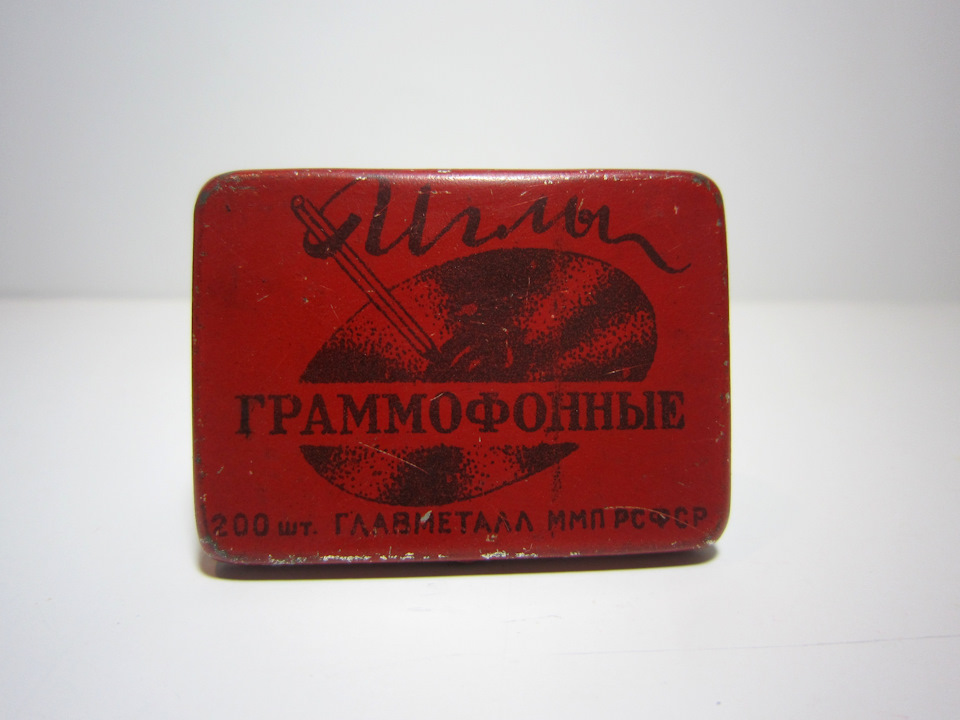 Иглы
ГРАММОФОННЫЕ
200 шт. ГЛАВМЕТАЛЛ ММП РСФСР